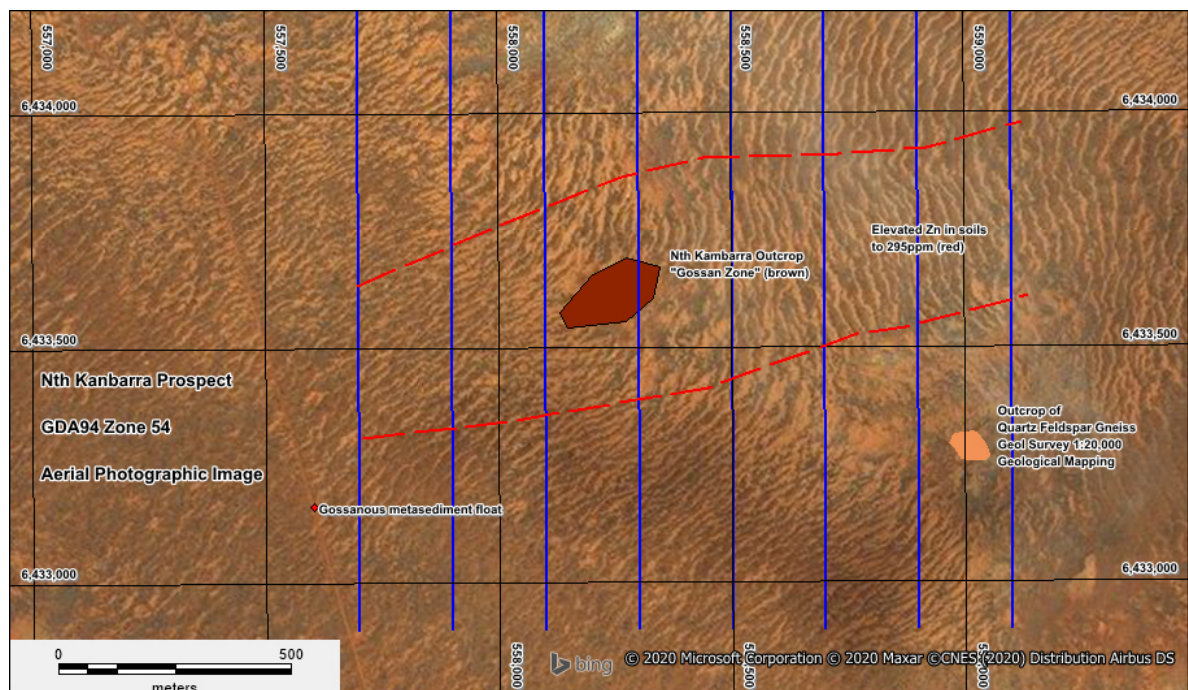 557,000
557,500
558,000
558,500
559,000
6,434,000
6,434,000
Elevated Zn in soils
to 295ppm (red)
Nth Kambarra Outcrop
"Gossan Zone" (brown)
6,433,500
6,433,500
Nth Kanbarra Prospect
GDA94 Zone 54
Aerial Photographic Image
Outcrop of
Quartz Feldspar Gneiss
Geol Survey 1:20,000
Geological Mapping
Gossanous metasediment float
6,433,000
6,433,000
0 500
meters
558,000
bing
© 2020 Microsoft Corporation © 2020 Maxar ©CNES (2020) Distribution Airbus DS